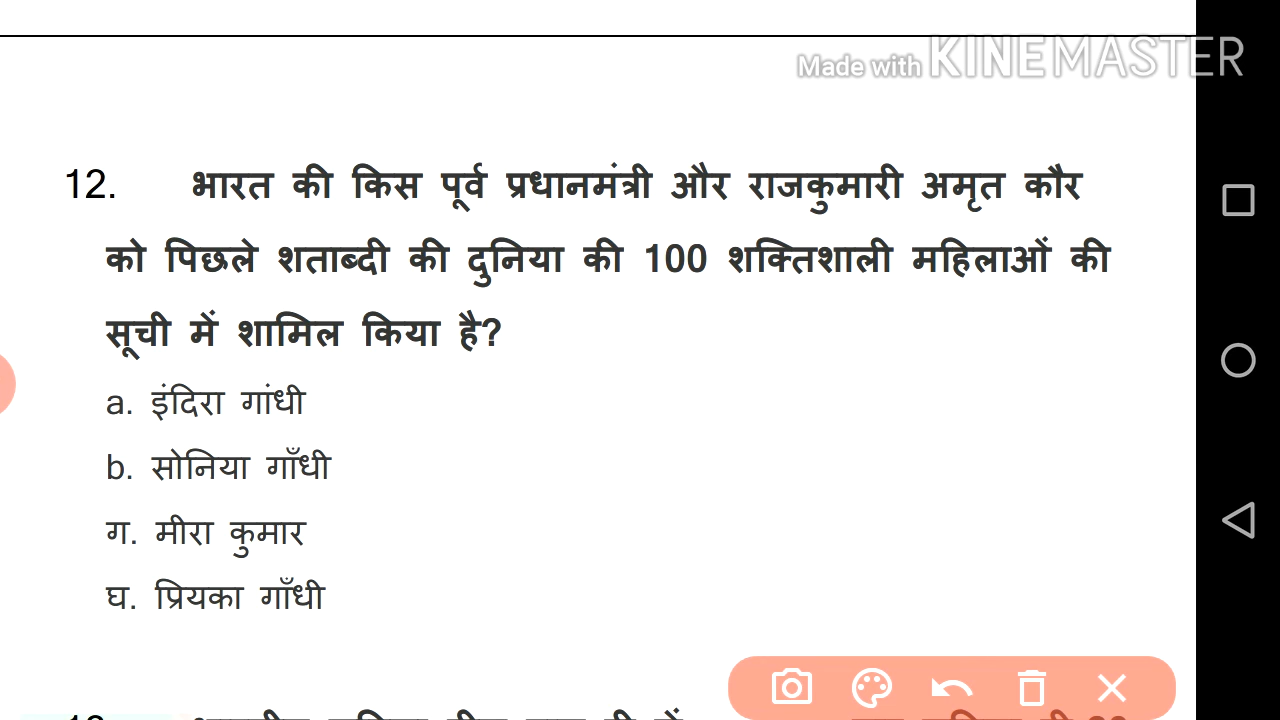 Made with KINEMASTER
12. भारत की किस पूर्व प्रधानमंत्री और राजकुमारी अमृत कौर
को पिछले शताब्दी की दुनिया की 100 शक्तिशाली महिलाओं की
सूची में शामिल किया है?
a. इंदिरा गांधी
b. सोनिया गाँधी
ग. मीरा कुमार
घ. प्रियका गाँधी